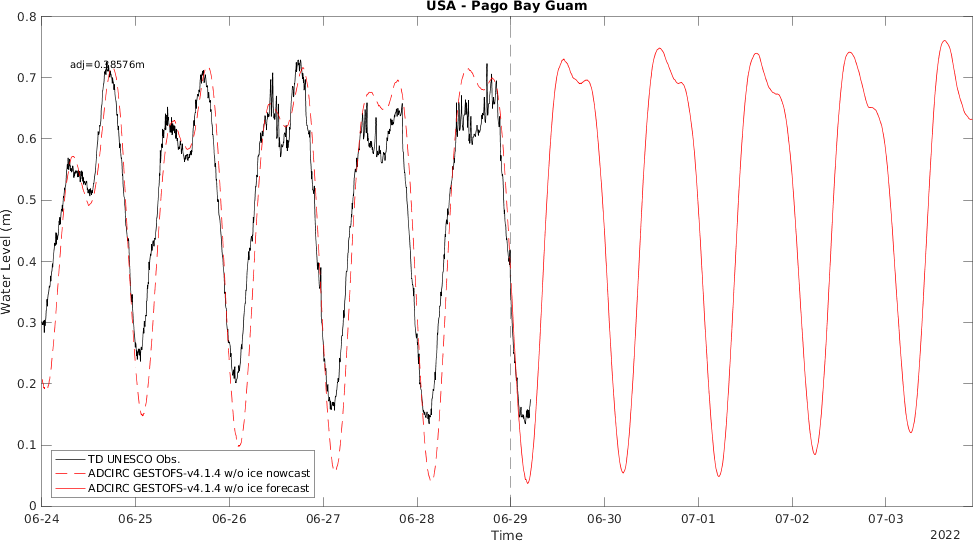 USA - Pago Bay Guam
adj=0.38576m
Water Level (m)
0.8
0.7
0.6
0.5
0.4
0.3
0.2
0.1
0
TD UNESCO Obs.
ADCIRC GESTOFS-v4.1.4 w/o ice nowcast
ADCIRC GESTOFS-v4.1.4 w/o ice forecast
06-24 06-25 06-26 06-27 06-28 06-29 06-30 07-01 07-02 07-03
Time
2022